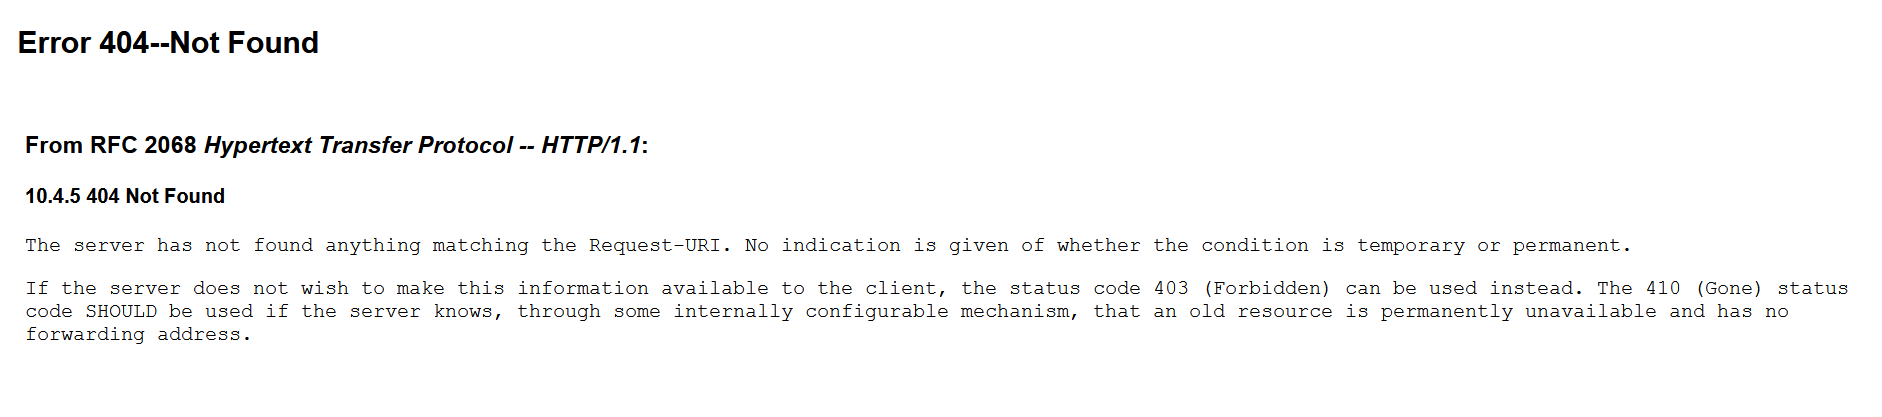 Error 404--Not Found
From RFC 2068 Hypertext Transfer Protocol -- HTTP/1.1:
10.4.5 404 Not Found
The server has not found anything matching the Request-URI. No indication is given of whether the condition is temporary or permanent.
If the server does not wish to make this information available to the client, the status code 403 (Forbidden) can be used instead. The 410 (Gone) status
code SHOULD be used if the server knows, through some internally configurable mechanism, that an old resource is permanently unavailable and has no
forwarding address.